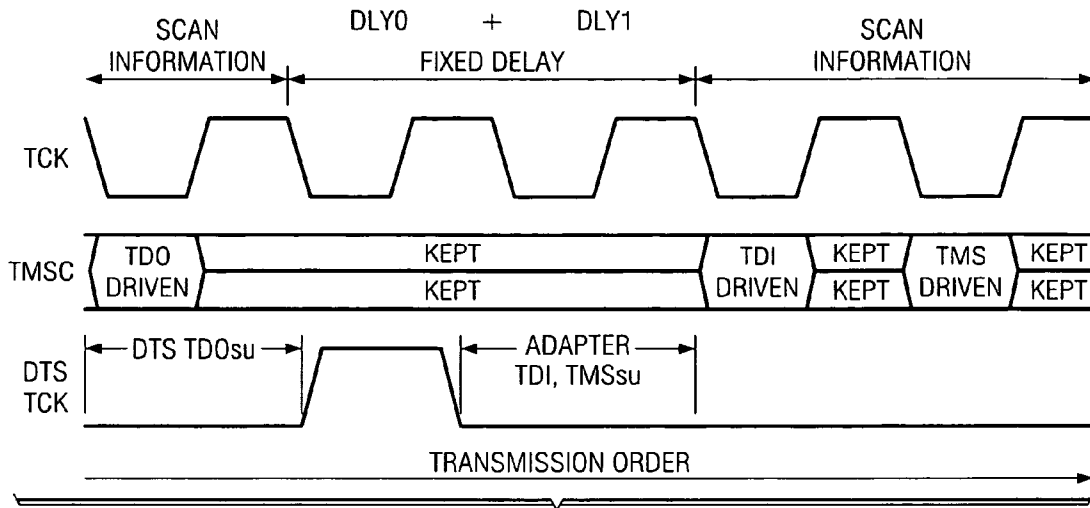 SCAN INFORMATION
DLY0 + DLY1
FIXED DELAY
SCAN INFORMATION
TCK
TMSC
TDO DRIVEN
KEPT
KEPT
TDI DRIVEN
KEPT
KEPT
TMS DRIVEN
KEPT
KEPT
DTS TCK
DTS TDOsu
ADAPTER
TDI, TMSsu
TRANSMISSION ORDER